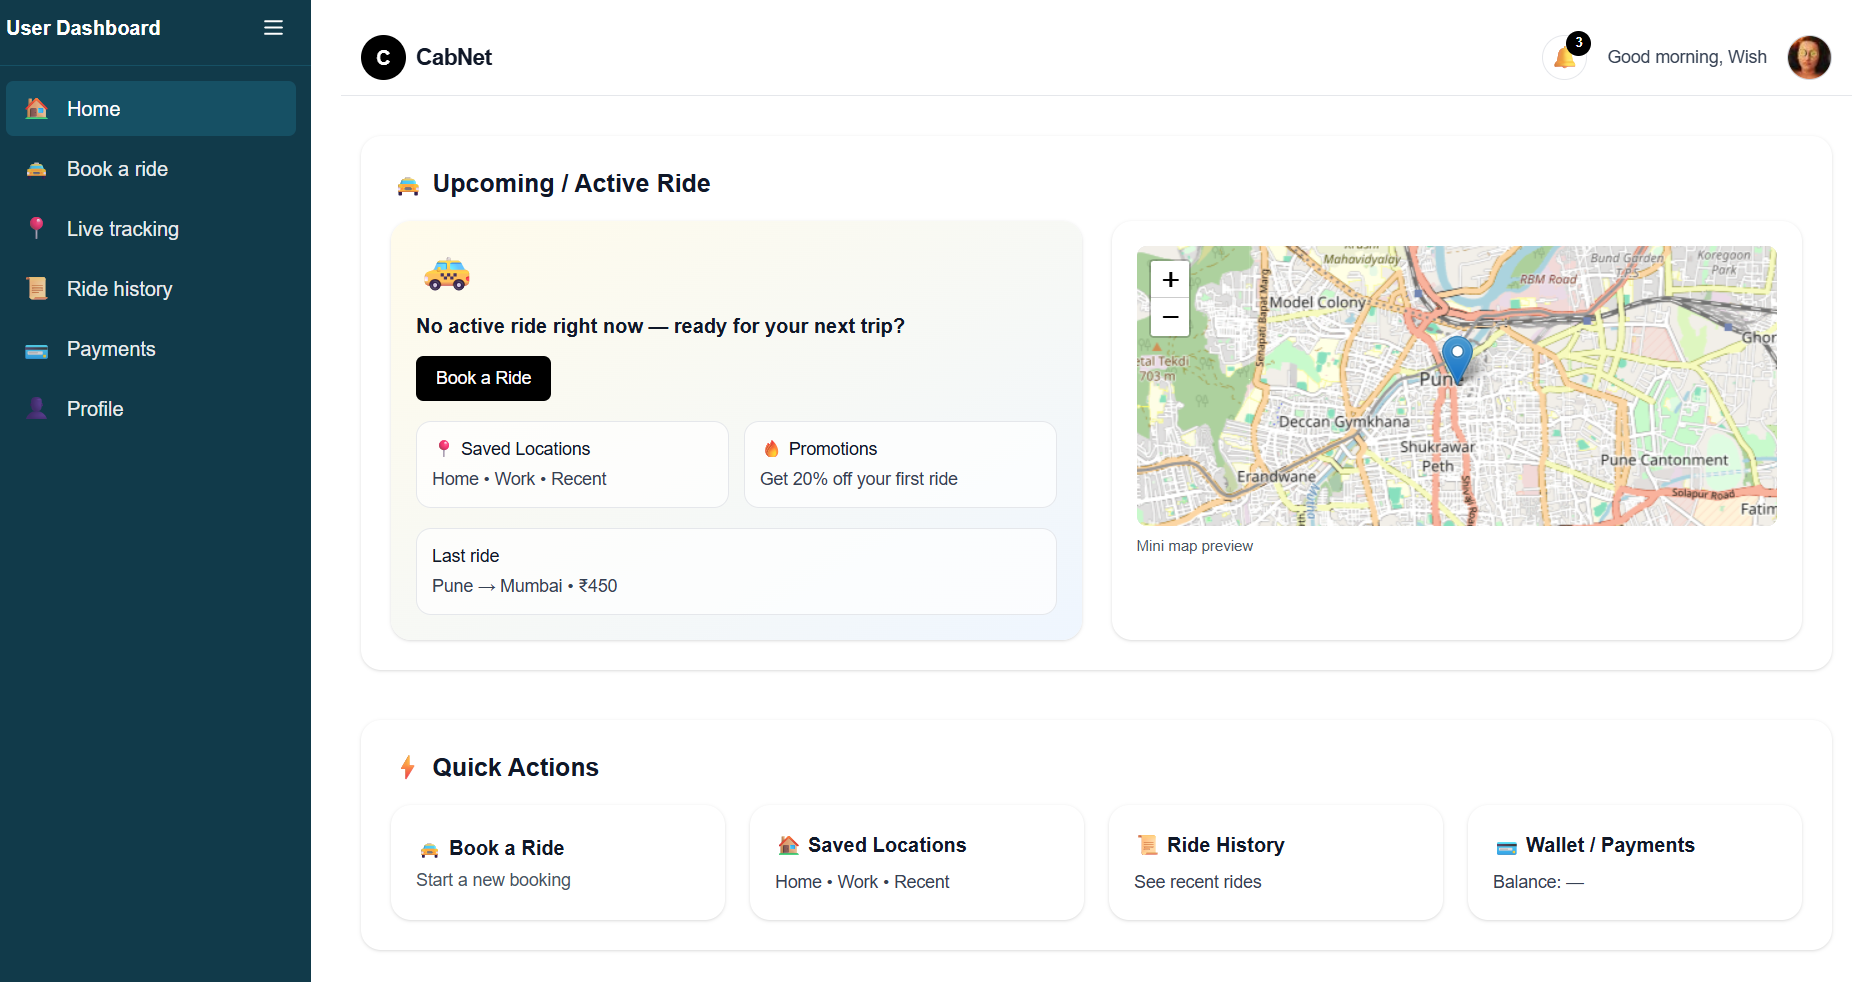 User Dashboard
Home
Book a ride
Live tracking
Ride history
Payments
Profile
C CabNet
3
Good morning, Wish
Upcoming / Active Ride
No active ride right now — ready for your next trip?
Book a Ride
Saved Locations
Home • Work • Recent
Promotions
Get 20% off your first ride
Last ride
Pune → Mumbai • ₹450
+
−
Mahavidyalay
Bund Garden
T.P.S
Koregaon
Park
RBM Road
Model Colony
Senapati Bapat Marg
Ghor
etal Tekdi
703 m
Pune
Deccan Gymkhana
Shukrawar
Peth
Pune Cantonment
Erandwane
Solapur Road
Fatim
Mini map preview
Quick Actions
Book a Ride
Start a new booking
Saved Locations
Home • Work • Recent
Ride History
See recent rides
Wallet / Payments
Balance: —